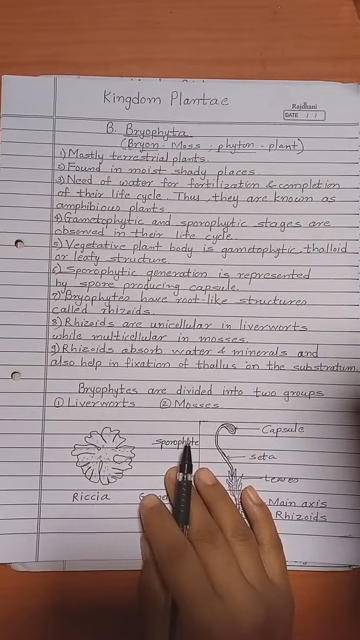 Kingdom Plantae
Rajdhani
DATE / /
B. Bryophyta
(Bryon - Moss ; phyton - plant)
1) Mostly terrestrial plants.
2) Found in moist shady places
3) Need of water for fertilization & completion
of their life cycle. Thus, they are known as
amphibious plants
4) Gametophytic and sporophytic stages are
observed in their life cycle.
5) Vegetative plant body is gametophytic, thalloid
or leafy structure.
6) Sporophytic generation is represented
by spore producing capsule.
7) Bryophytes have root-like structures
called rhizoids.
8) Rhizoids are unicellular in liverworts
while multicellular in mosses.
9) Rhizoids absorb water & minerals and
also help in fixation of thallus on the substratum.
Bryophytes are divided into two groups
① Liverworts ② Mosses
Capsule
sporophyte
seta
Leaves
Riccia
Main axis
Rhizoids